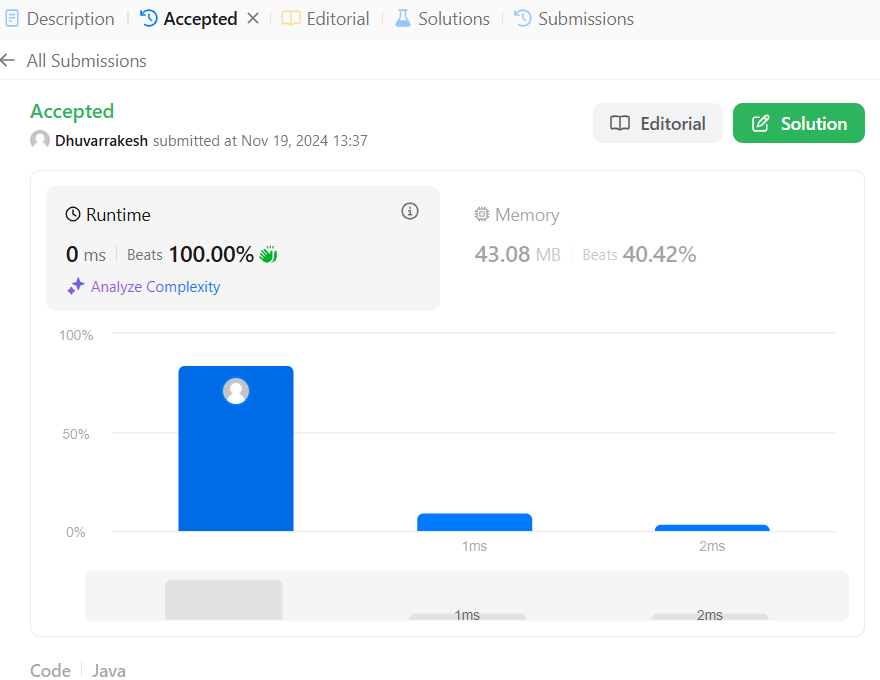 Description Accepted Editorial Solutions Submissions
All Submissions
Accepted
Dhuvarrakesh submitted at Nov 19, 2024 13:37
Editorial
Solution
Runtime
0 ms Beats 100.00%
Analyze Complexity
Memory
43.08 MB Beats 40.42%
100%
50%
0%
1ms 2ms
1ms 2ms
Code Java